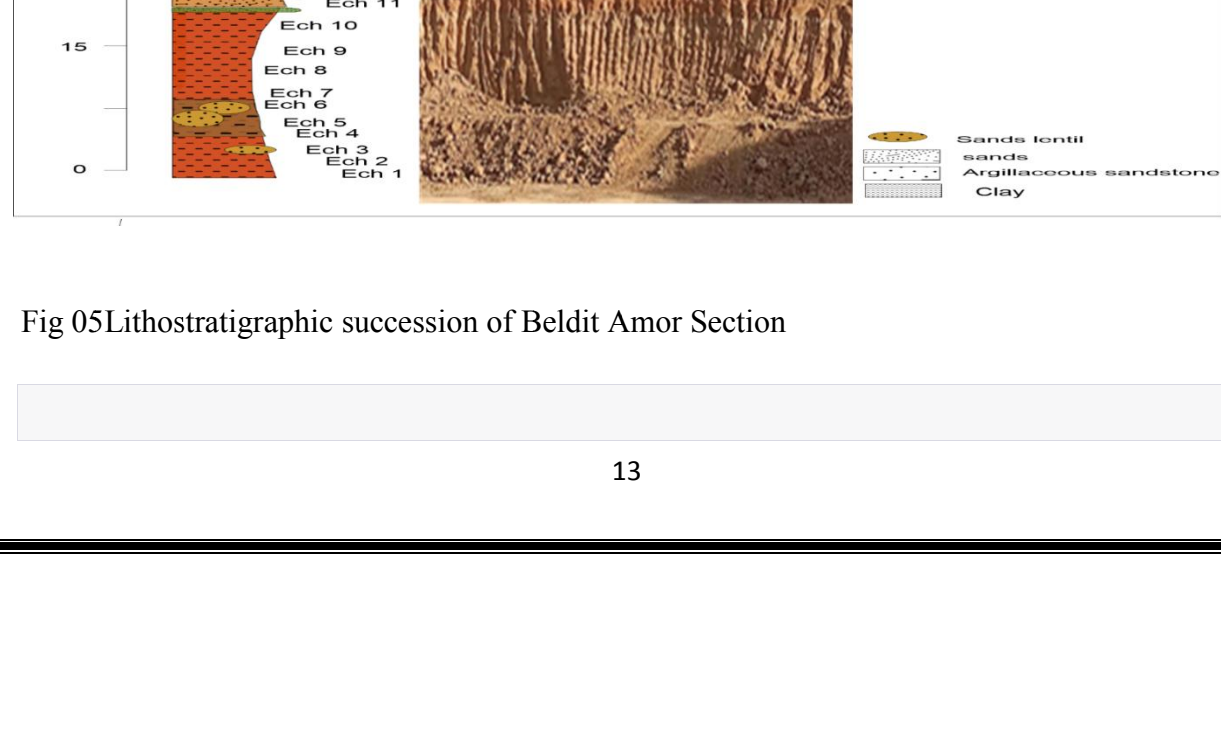 Ech 11
Ech 10
15
Ech 9
Ech 8
Ech 7
Ech 6
Ech 5
Ech 4
Ech 3
Ech 2
0
Ech 1
Sands lentil
sands
Argillaceous sandstone
Clay
Fig 05Lithostratigraphic succession of Beldit Amor Section
13